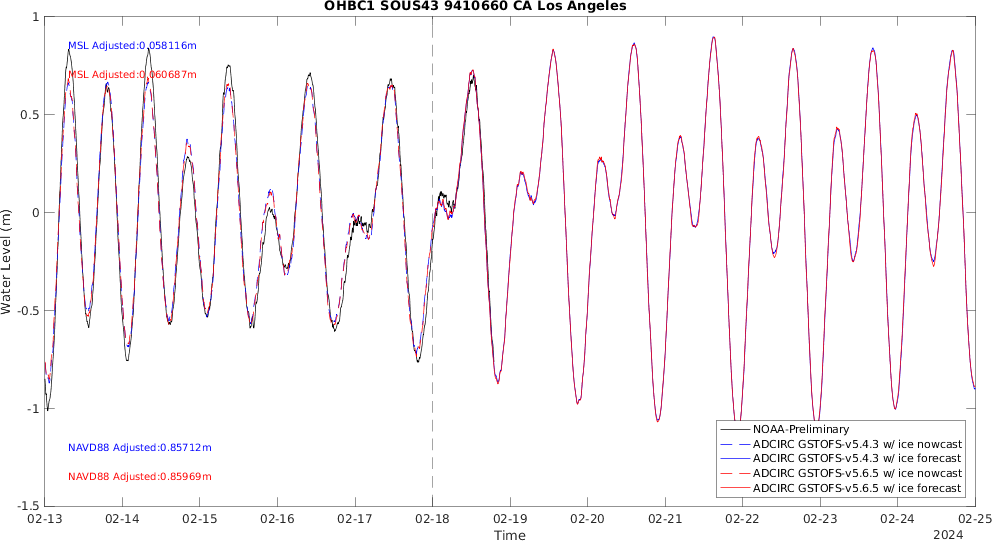 OHBC1 SOUS43 9410660 CA Los Angeles
MSL Adjusted:0.058116m
MSL Adjusted:0.060687m
NAVD88 Adjusted:0.85712m
NAVD88 Adjusted:0.85969m
Water Level (m)
1
0.5
0
-0.5
-1
-1.5
NOAA-Preliminary
ADCIRC GSTOFS-v5.4.3 w/ ice nowcast
ADCIRC GSTOFS-v5.4.3 w/ ice forecast
ADCIRC GSTOFS-v5.6.5 w/ ice nowcast
ADCIRC GSTOFS-v5.6.5 w/ ice forecast
02-13 02-14 02-15 02-16 02-17 02-18 02-19 02-20 02-21 02-22 02-23 02-24 02-25
Time
2024